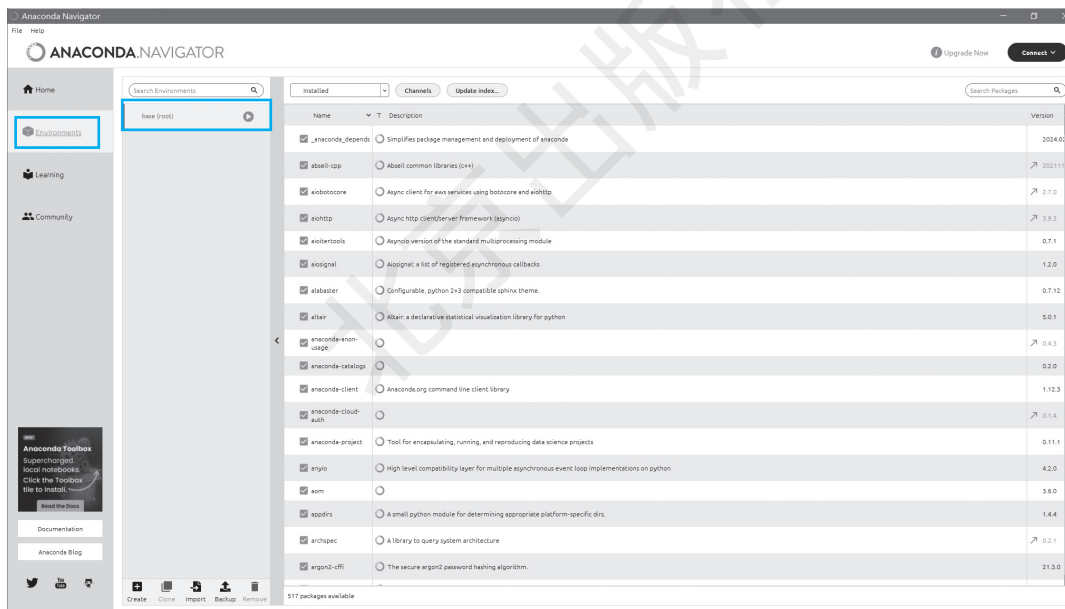 Anaconda Navigator
File Help
ANACONDA.NAVIGATOR
Upgrade Now
Connect
Home
Environments
Learning
Community
Search Environments
base (root)
Installed
Channels
Update index...
Search Packages
Name T Description Version
_anaconda_depends Simplifies package management and deployment of anaconda 2024.02
abseil-cpp Abseil common libraries (c++) 202111
aiobotocore Async client for aws services using botocore and aiohttp 2.7.0
aiohttp Async http client/server framework (asyncio) 3.9.3
aioitertools Asyncio version of the standard multiprocessing module 0.7.1
aiosignal Aiosignal: a list of registered asynchronous callbacks 1.2.0
alabaster Configurable, python 2+3 compatible sphinx theme. 0.7.12
altair Altair: a declarative statistical visualization library for python 5.0.1
anaconda-anon-
usage 0.4.3
anaconda-catalogs 0.2.0
anaconda-client Anaconda.org command line client library 1.12.3
anaconda-cloud-
auth 0.1.4
anaconda-project Tool for encapsulating, running, and reproducing data science projects 0.11.1
anyio High level compatibility layer for multiple asynchronous event loop implementations on python 4.2.0
aom 3.6.0
appdirs A small python module for determining appropriate platform-specific dirs. 1.4.4
archspec A library to query system architecture 0.2.1
argon2-cffi The secure argon2 password hashing algorithm. 21.3.0
517 packages available
NEW
Anaconda Toolbox
Supercharged
local notebooks.
Click the Toolbox
tile to install.
Read the Docs
Documentation
Anaconda Blog
You
Tube
Create Clone Import Backup Remove
北京出版